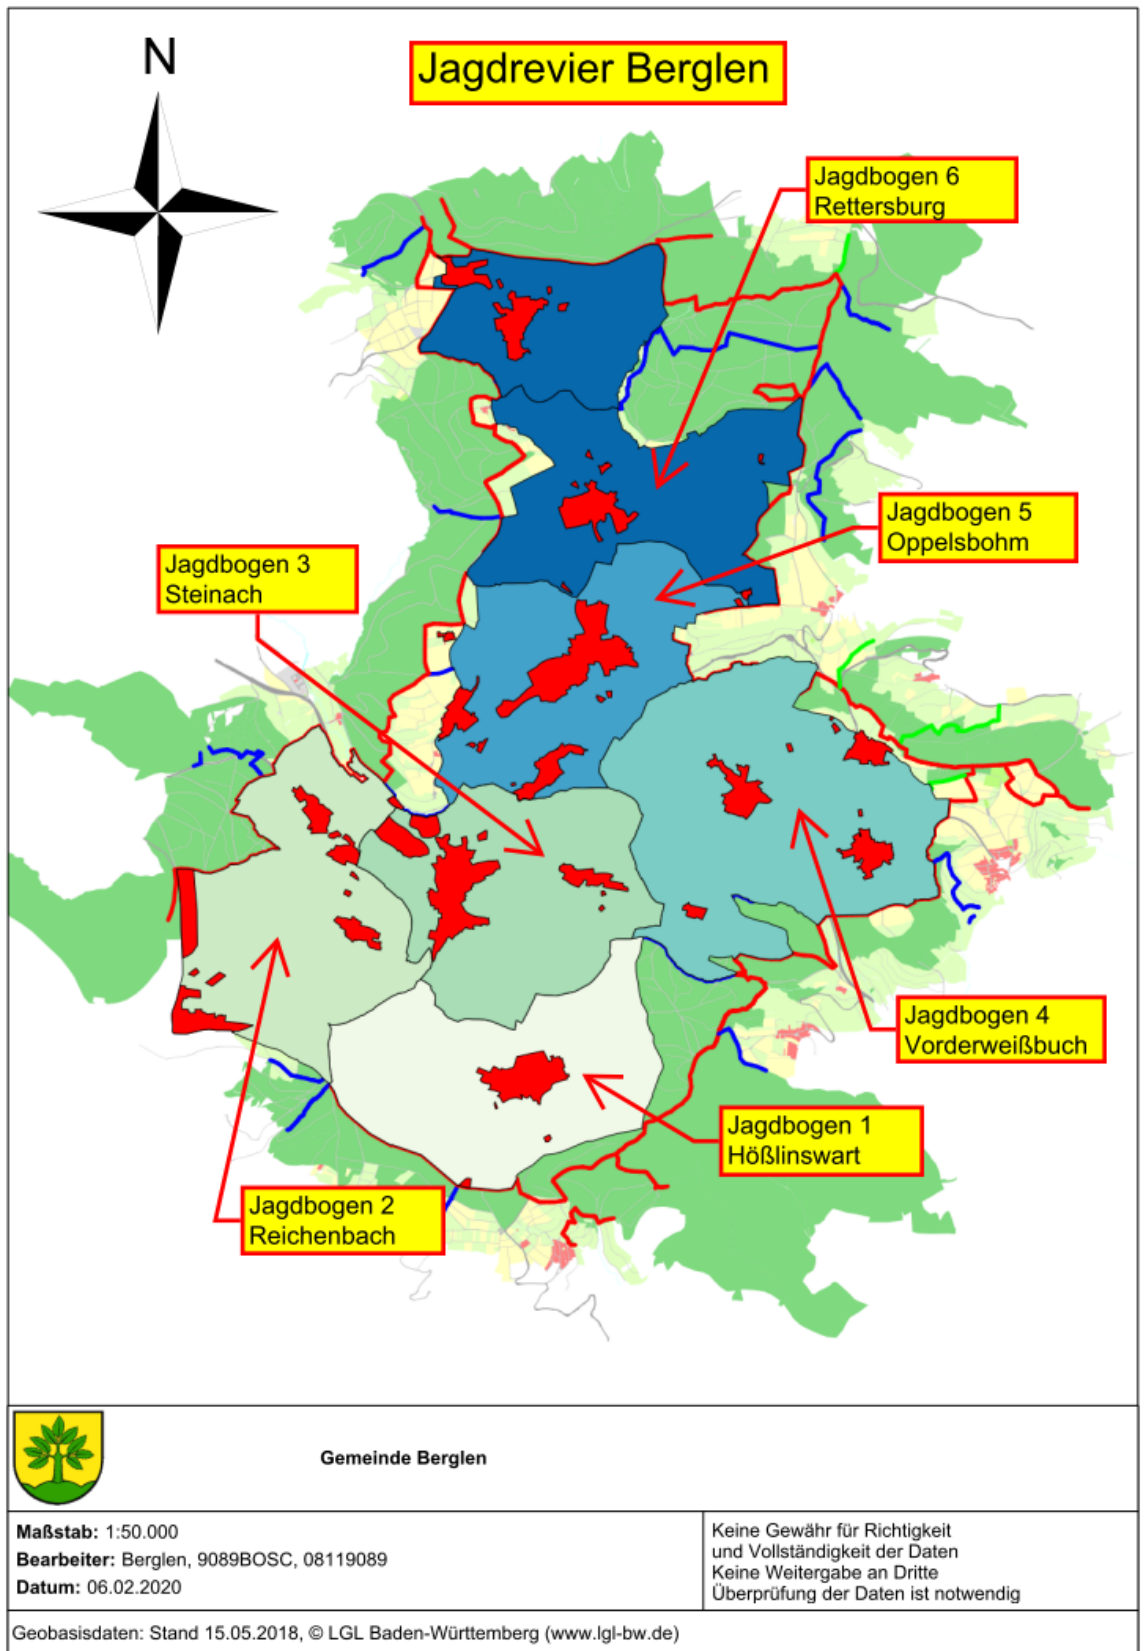 N
Jagdrevier Berglen
Jagdbogen 6
Rettersburg
Jagdbogen 5
Oppelsbohm
Jagdbogen 3
Steinach
Jagdbogen 4
Vorderweißbuch
Jagdbogen 1
Hößlinswart
Jagdbogen 2
Reichenbach
Gemeinde Berglen
Maßstab: 1:50.000
Bearbeiter: Berglen, 9089BOSC, 08119089
Datum: 06.02.2020
Keine Gewähr für Richtigkeit
und Vollständigkeit der Daten
Keine Weitergabe an Dritte
Überprüfung der Daten ist notwendig
Geobasisdaten: Stand 15.05.2018, © LGL Baden-Württemberg (www.lgl-bw.de)